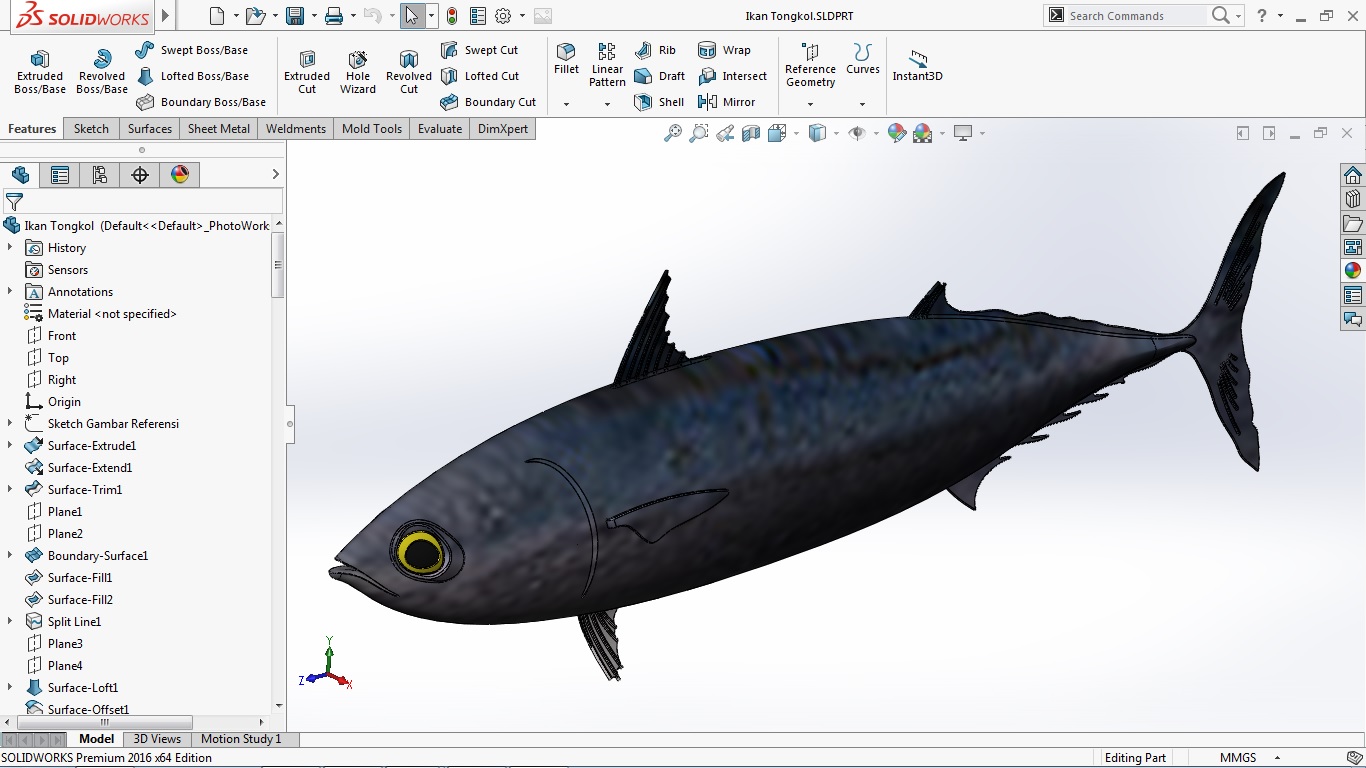 SOLIDWORKS
Ikan Tongkol.SLDPRT
Search Commands
?
Extruded Boss/Base
Revolved Boss/Base
Swept Boss/Base
Lofted Boss/Base
Boundary Boss/Base
Extruded Cut
Hole Wizard
Revolved Cut
Swept Cut
Lofted Cut
Boundary Cut
Fillet
Linear Pattern
Rib
Draft
Shell
Wrap
Intersect
Mirror
Reference Geometry
Curves
Instant3D
Features
Sketch
Surfaces
Sheet Metal
Weldments
Mold Tools
Evaluate
DimXpert
Ikan Tongkol (Default<<Default>_PhotoWork
History
Sensors
A Annotations
Material <not specified>
Front
Top
Right
Origin
Sketch Gambar Referensi
Surface-Extrude1
Surface-Extend1
Surface-Trim1
Plane1
Plane2
Boundary-Surface1
Surface-Fill1
Surface-Fill2
Split Line1
Plane3
Plane4
Surface-Loft1
Surface-Offset1
Y
Z
X
Model
3D Views
Motion Study 1
SOLIDWORKS Premium 2016 x64 Edition
Editing Part
MMGS